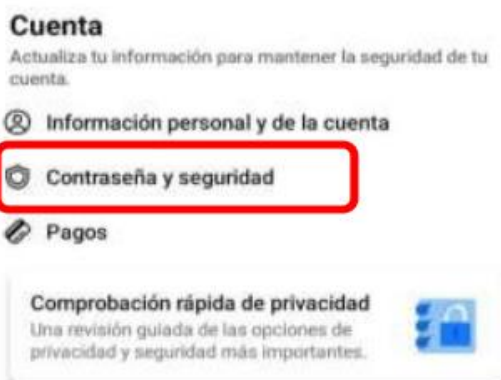 Cuenta
Actualiza tu información para mantener la seguridad de tu
cuenta.
Información personal y de la cuenta
Contraseña y seguridad
Pagos
Comprobación rápida de privacidad
Una revisión guiada de las opciones de
privacidad y seguridad más importantes.